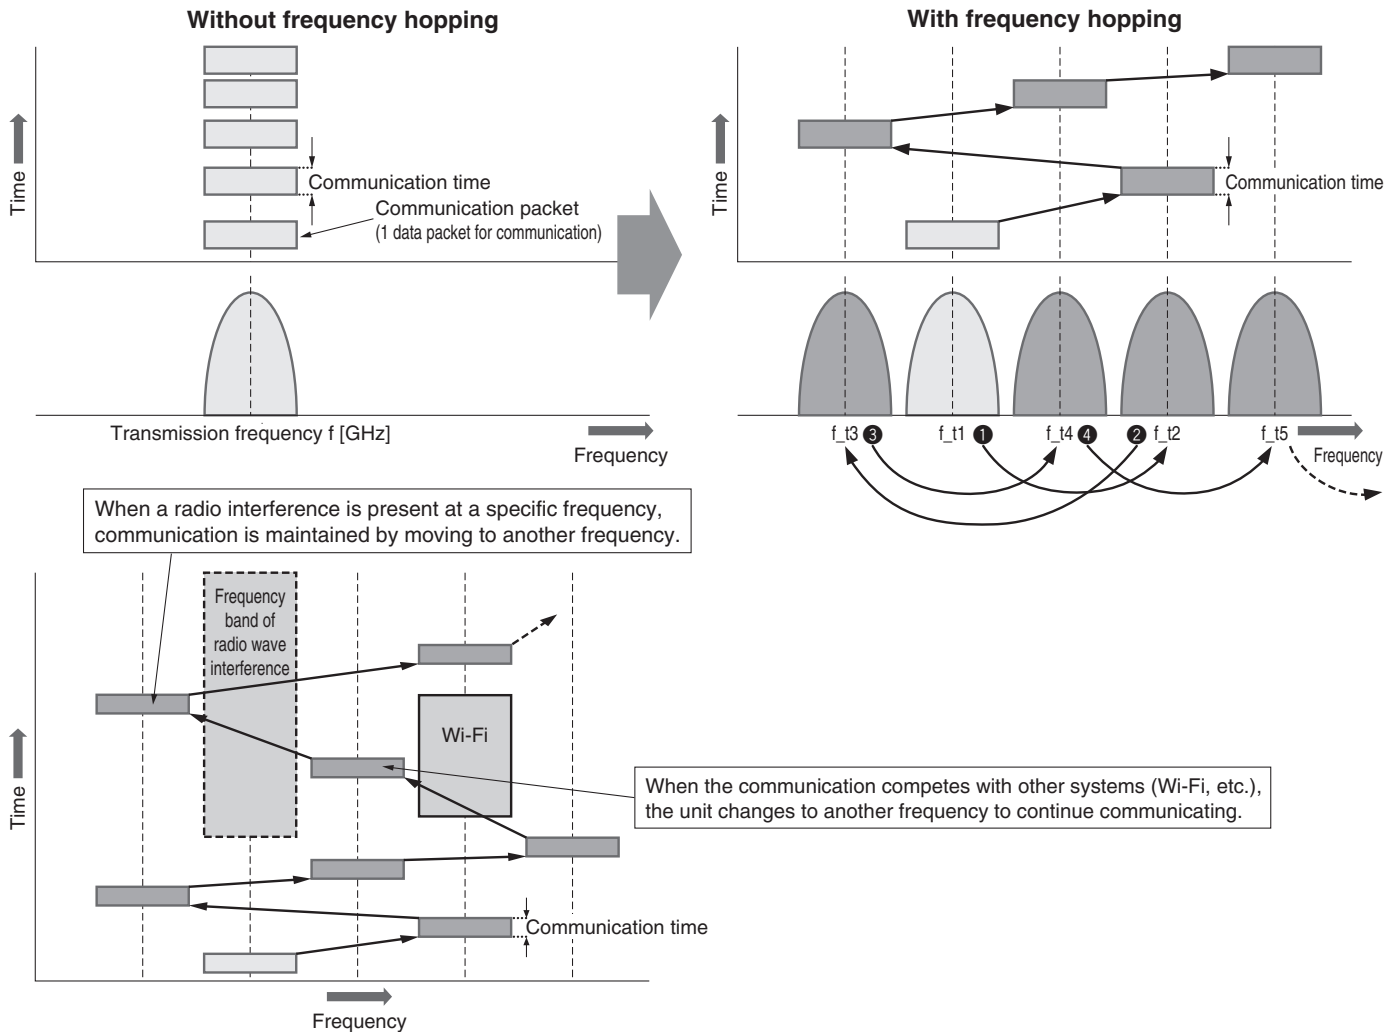 Without frequency hopping
Time
Communication time
Communication packet
(1 data packet for communication)
Transmission frequency f [GHz]
Frequency
With frequency hopping
Time
Communication time
f_t3 ❸ f_t1 ❶ f_t4 ❹ ❷ f_t2 f_t5
Frequency
When a radio interference is present at a specific frequency,
communication is maintained by moving to another frequency.
Frequency
band of
radio wave
interference
Wi-Fi
Time
When the communication competes with other systems (Wi-Fi, etc.),
the unit changes to another frequency to continue communicating.
Communication time
Frequency